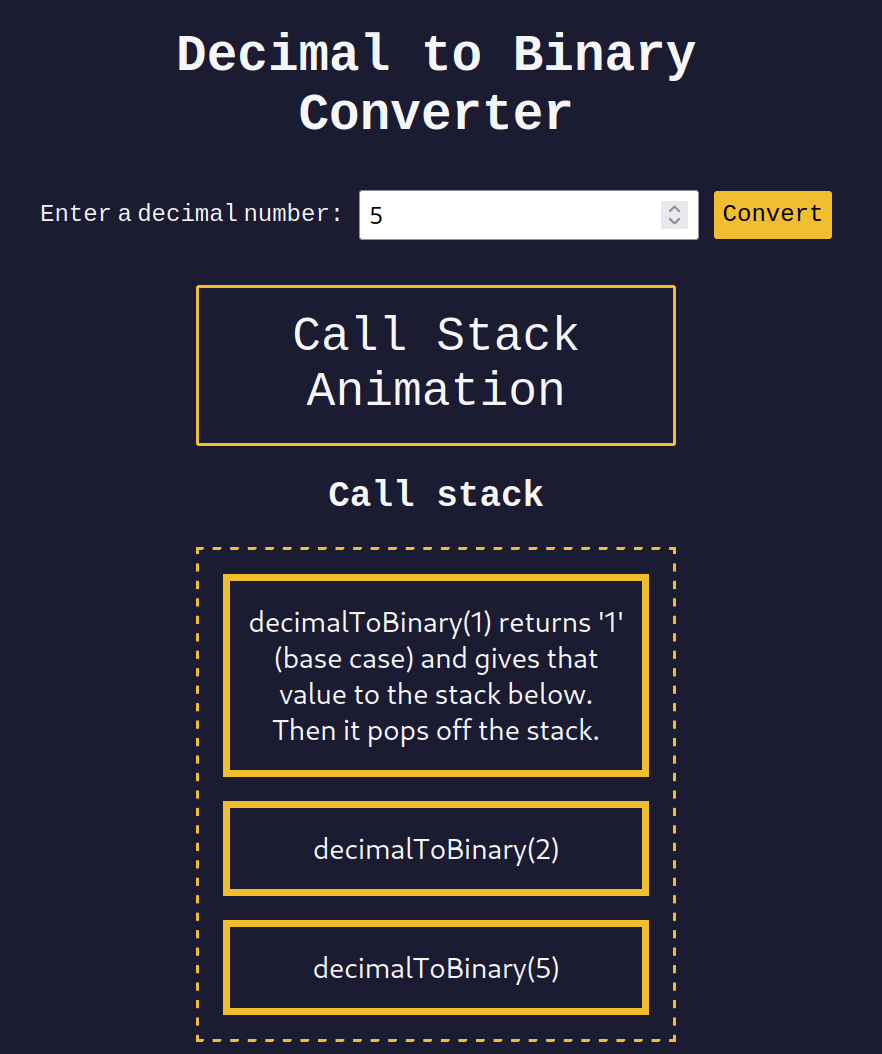 Decimal to Binary
Converter
Enter a decimal number: 5 Convert
Call Stack
Animation
Call stack
decimalToBinary(1) returns '1'
(base case) and gives that
value to the stack below.
Then it pops off the stack.
decimalToBinary(2)
decimalToBinary(5)